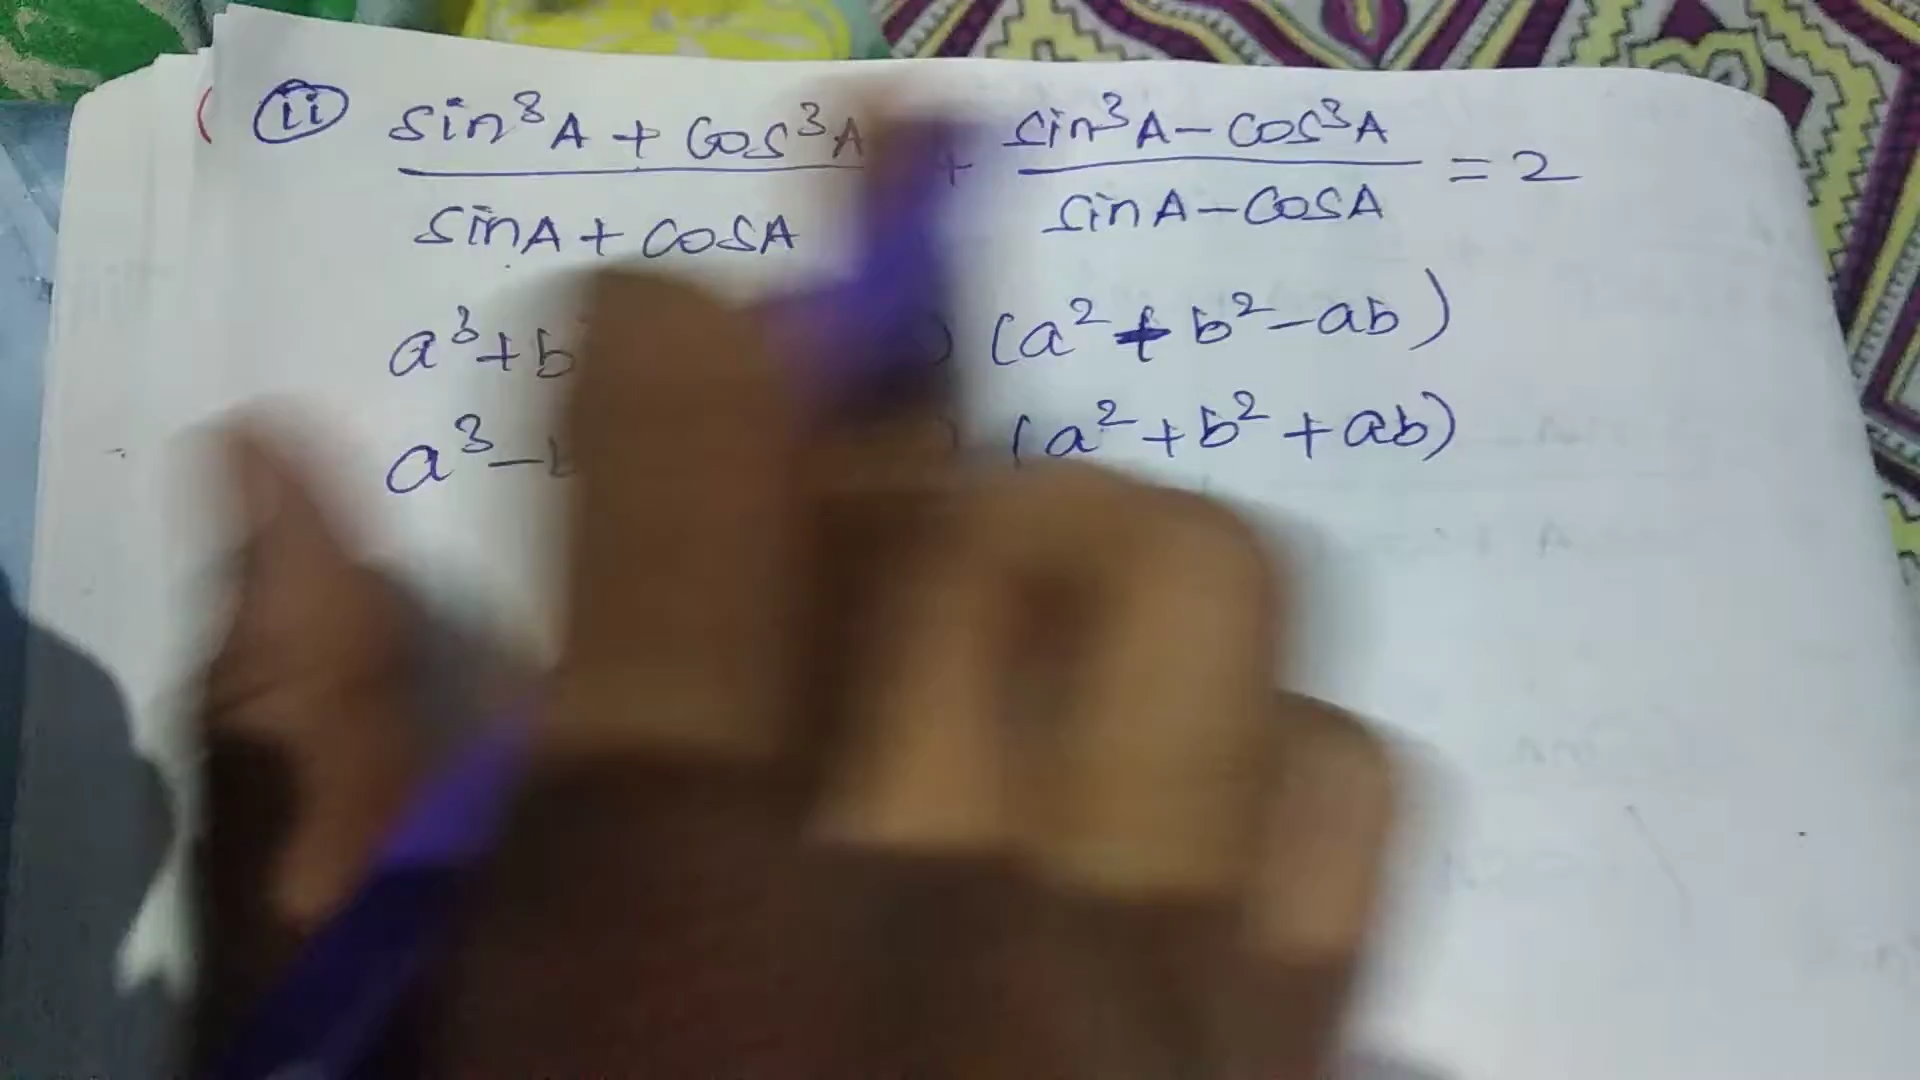 (ii) sin³A + cos³A / sinA + cosA + sin³A - cos³A / sinA - cosA = 2
a³+b ) (a² + b² - ab)
a³- ) (a² + b² + ab)